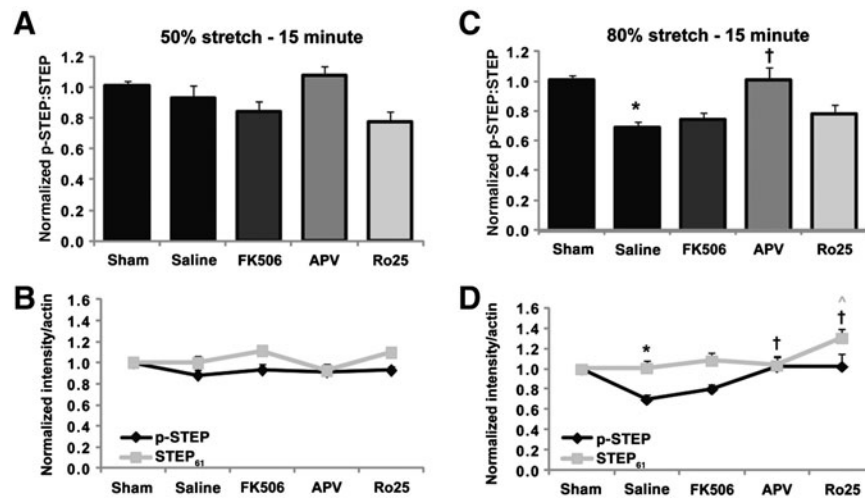 A
50% stretch - 15 minute
Normalized p-STEP:STEP
1.2
1.0
0.8
0.6
0.4
0.2
0.0
Sham Saline FK506 APV Ro25
B
Normalized intensity/actin
1.6
1.4
1.2
1.0
0.8
0.6
0.4
0.2
0.0
p-STEP
STEP61
Sham Saline FK506 APV Ro25
C
80% stretch - 15 minute
Normalized p-STEP:STEP
1.2
1.0
0.8
0.6
0.4
0.2
0.0
*
†
Sham Saline FK506 APV Ro25
D
Normalized intensity/actin
1.6
1.4
1.2
1.0
0.8
0.6
0.4
0.2
0.0
*
†
^
†
p-STEP
STEP61
Sham Saline FK506 APV Ro25